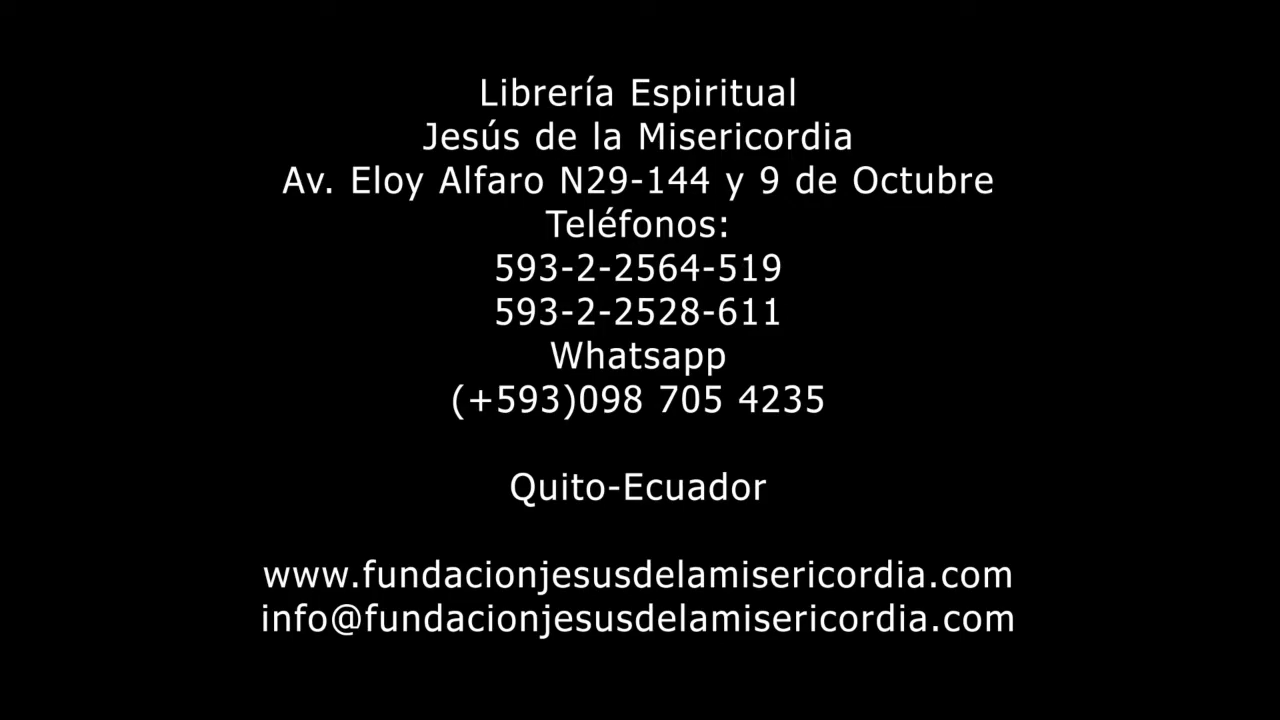 Librería Espiritual
Jesús de la Misericordia
Av. Eloy Alfaro N29-144 y 9 de Octubre
Teléfonos:
593-2-2564-519
593-2-2528-611
Whatsapp
(+593)098 705 4235
Quito-Ecuador
www.fundacionjesusdelamisericordia.com
info@fundacionjesusdelamisericordia.com